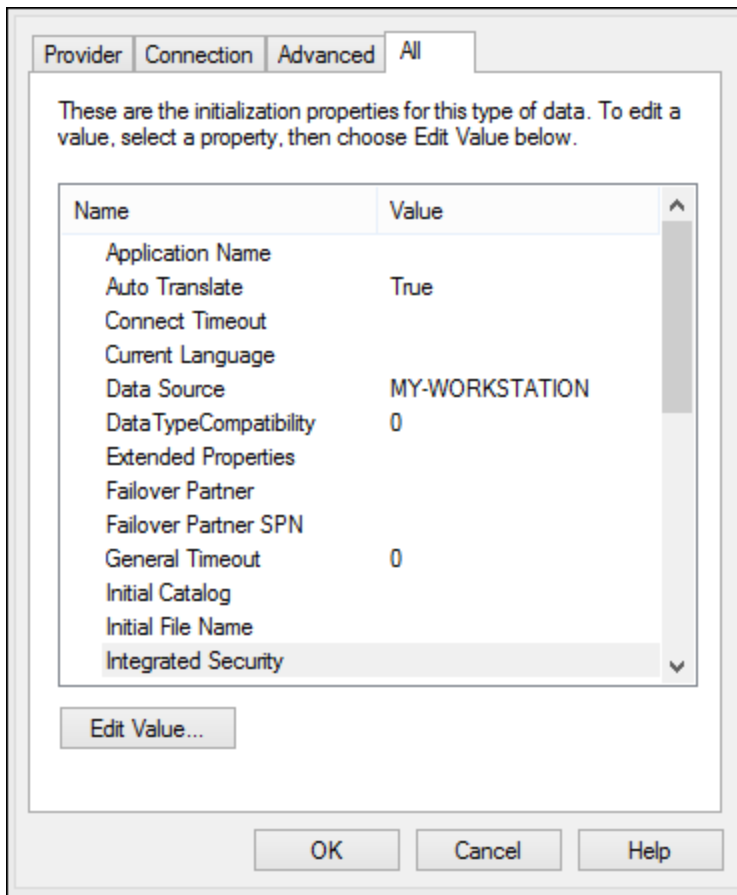 Provider Connection Advanced All
These are the initialization properties for this type of data. To edit a
value, select a property, then choose Edit Value below.
Name Value
Application Name
Auto Translate True
Connect Timeout
Current Language
Data Source MY-WORKSTATION
DataTypeCompatibility 0
Extended Properties
Failover Partner
Failover Partner SPN
General Timeout 0
Initial Catalog
Initial File Name
Integrated Security
Edit Value...
OK Cancel Help